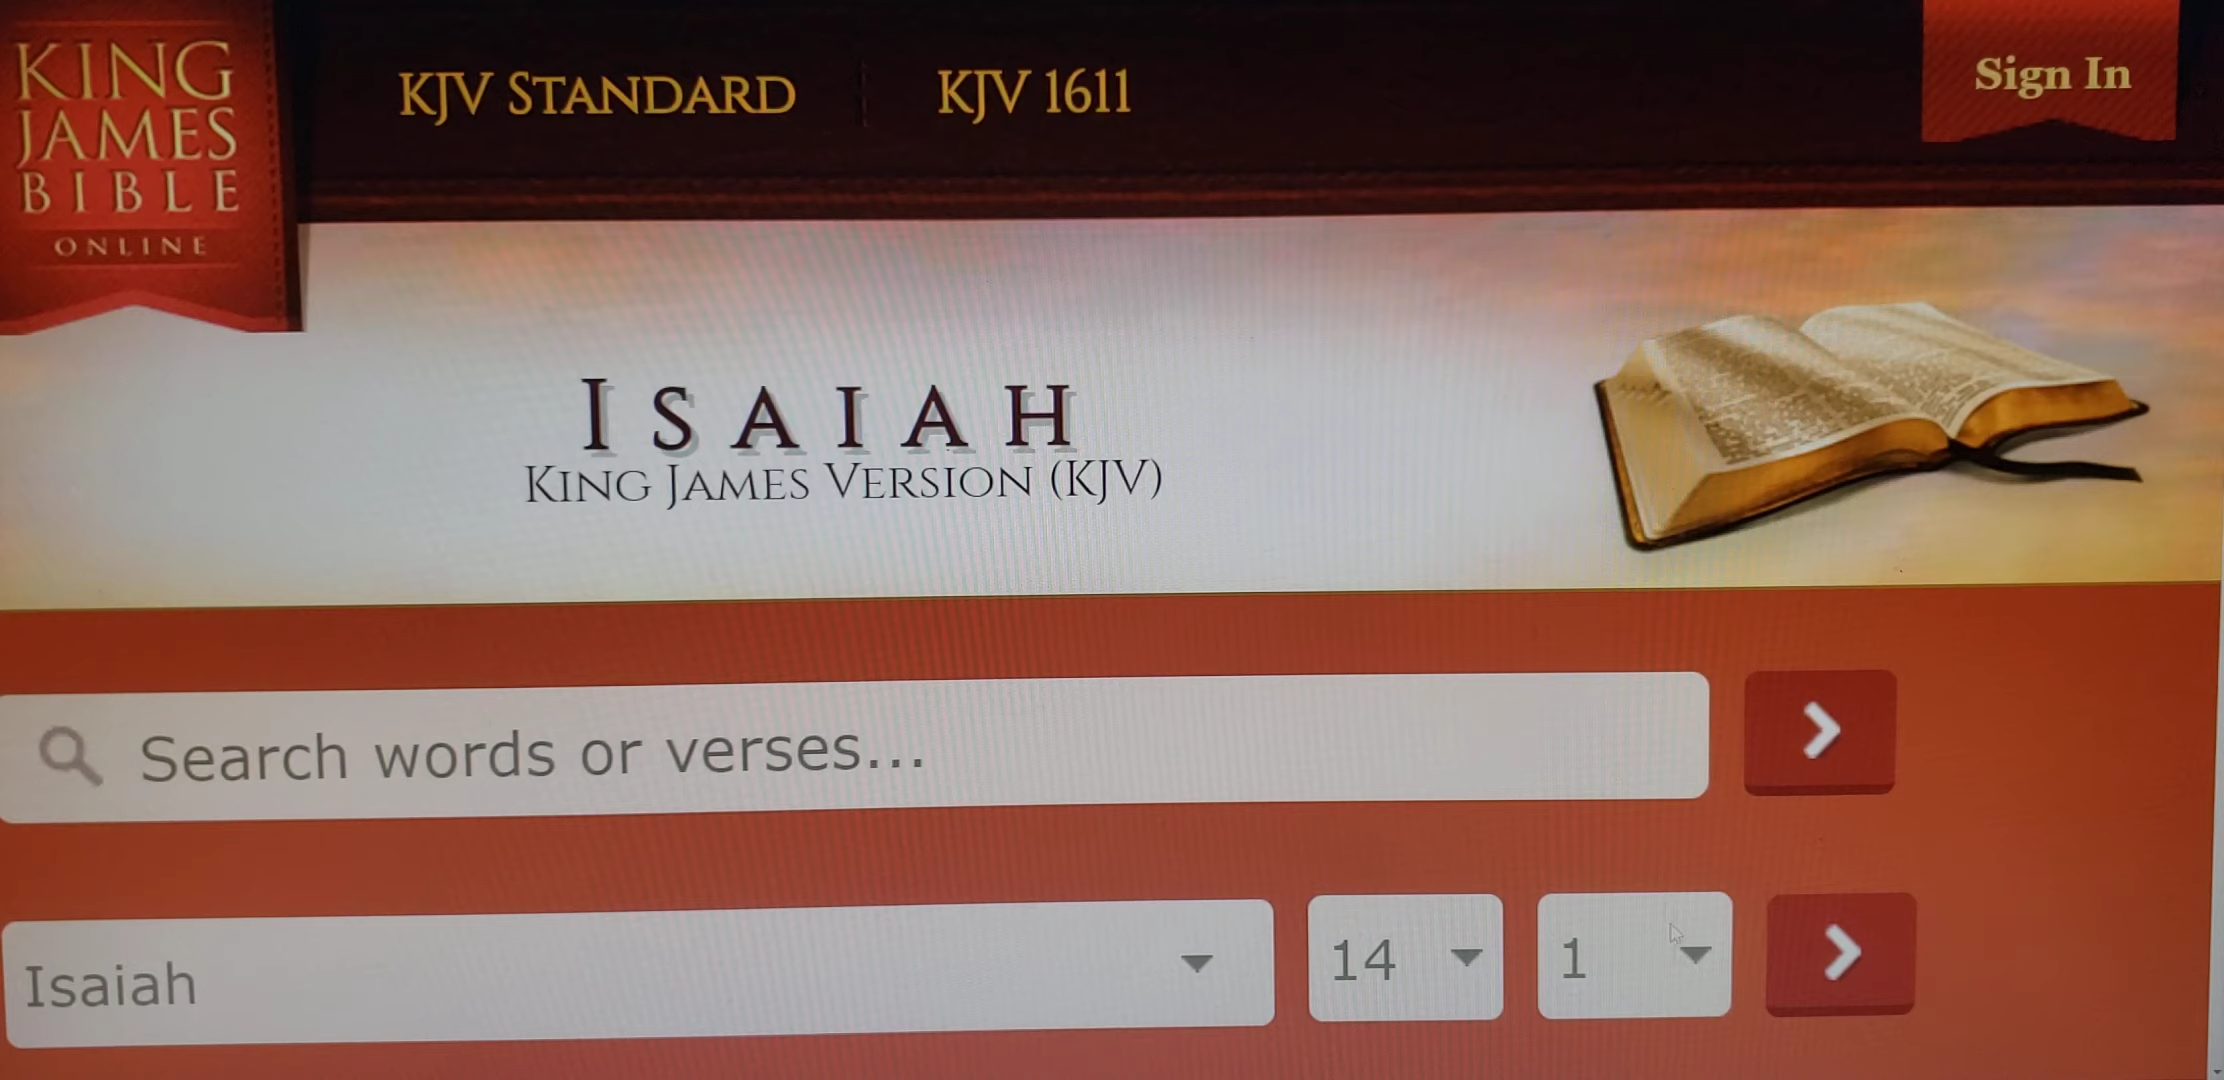 KING
JAMES
BIBLE
ONLINE
KJV STANDARD
KJV 1611
Sign In
ISAIAH
KING JAMES VERSION (KJV)
Search words or verses...
Isaiah
14
1